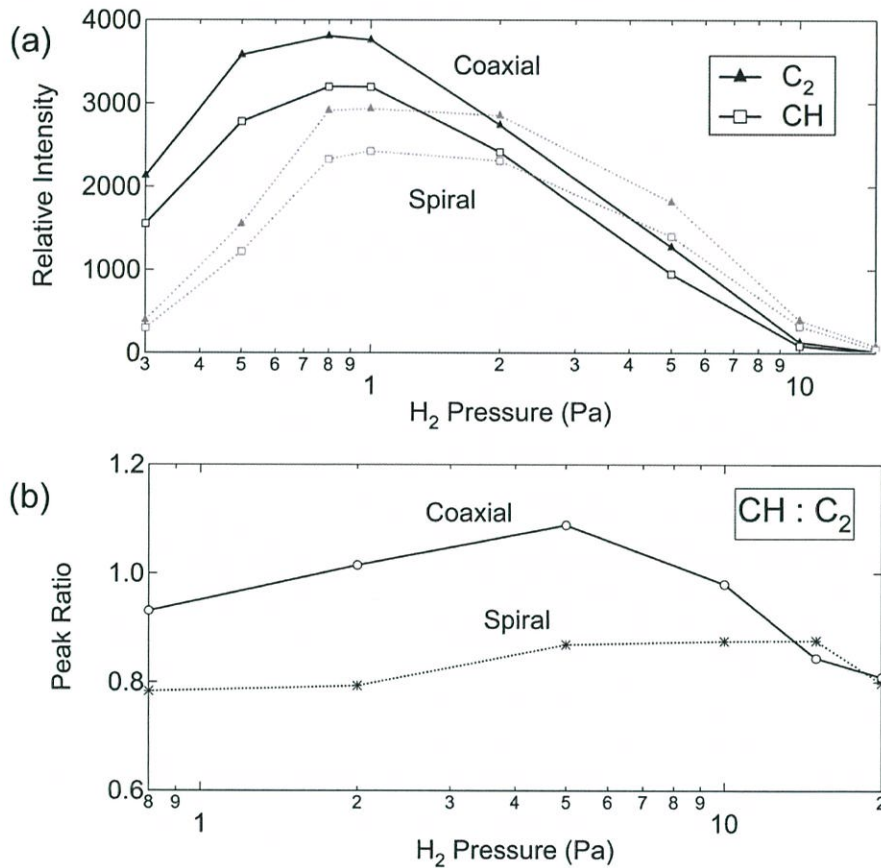 (a)
4000
3000
2000
1000
0
Relative Intensity
Coaxial
Spiral
C₂
CH
3 4 5 6 7 8 9 2 3 4 5 6 7 8 9
1 10
H₂ Pressure (Pa)
(b)
1.2
1.0
0.8
0.6
Peak Ratio
Coaxial
Spiral
CH : C₂
8 9 2 3 4 5 6 7 8 9 2
1 10
H₂ Pressure (Pa)